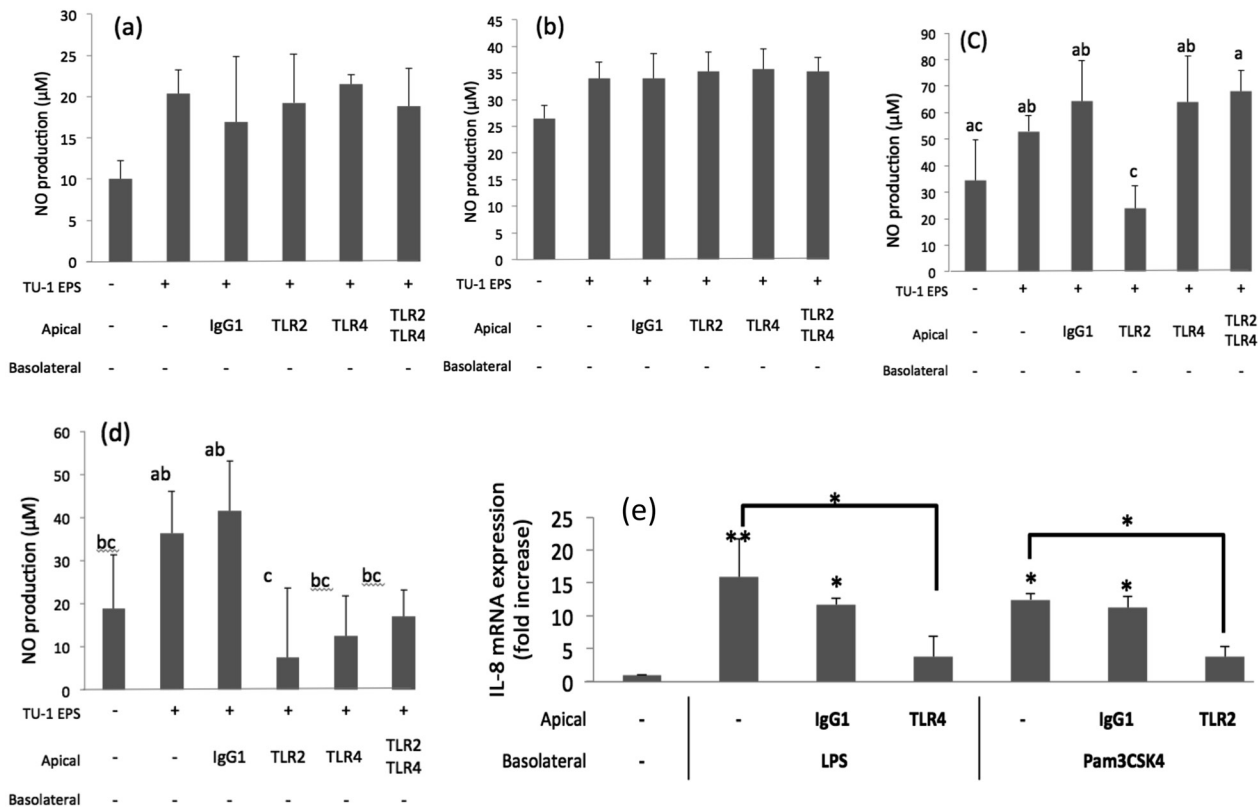 (a)
30
25
20
15
10
5
0
NO production (µM)
TU-1 EPS - + + + + +
Apical - - IgG1 TLR2 TLR4 TLR2
TLR4
Basolateral - - - - - -
(b)
45
40
35
30
25
20
15
10
5
0
NO production (µM)
TU-1 EPS - + + + + +
Apical - - IgG1 TLR2 TLR4 TLR2
TLR4
Basolateral - - - - - -
(C)
90
80
70
60
50
40
30
20
10
0
NO production (µM)
ac ab ab c ab a
TU-1 EPS - + + + + +
Apical - - IgG1 TLR2 TLR4 TLR2
TLR4
Basolateral - - - - - -
(d)
60
50
40
30
20
10
0
NO production (µM)
bc ab ab c bc bc
TU-1 EPS - + + + + +
Apical - - IgG1 TLR2 TLR4 TLR2
TLR4
Basolateral - - - - - -
(e)
25
20
15
10
5
0
IL-8 mRNA expression
(fold increase)
* *
** * * *
Apical - - IgG1 TLR4 - IgG1 TLR2
Basolateral - LPS Pam3CSK4